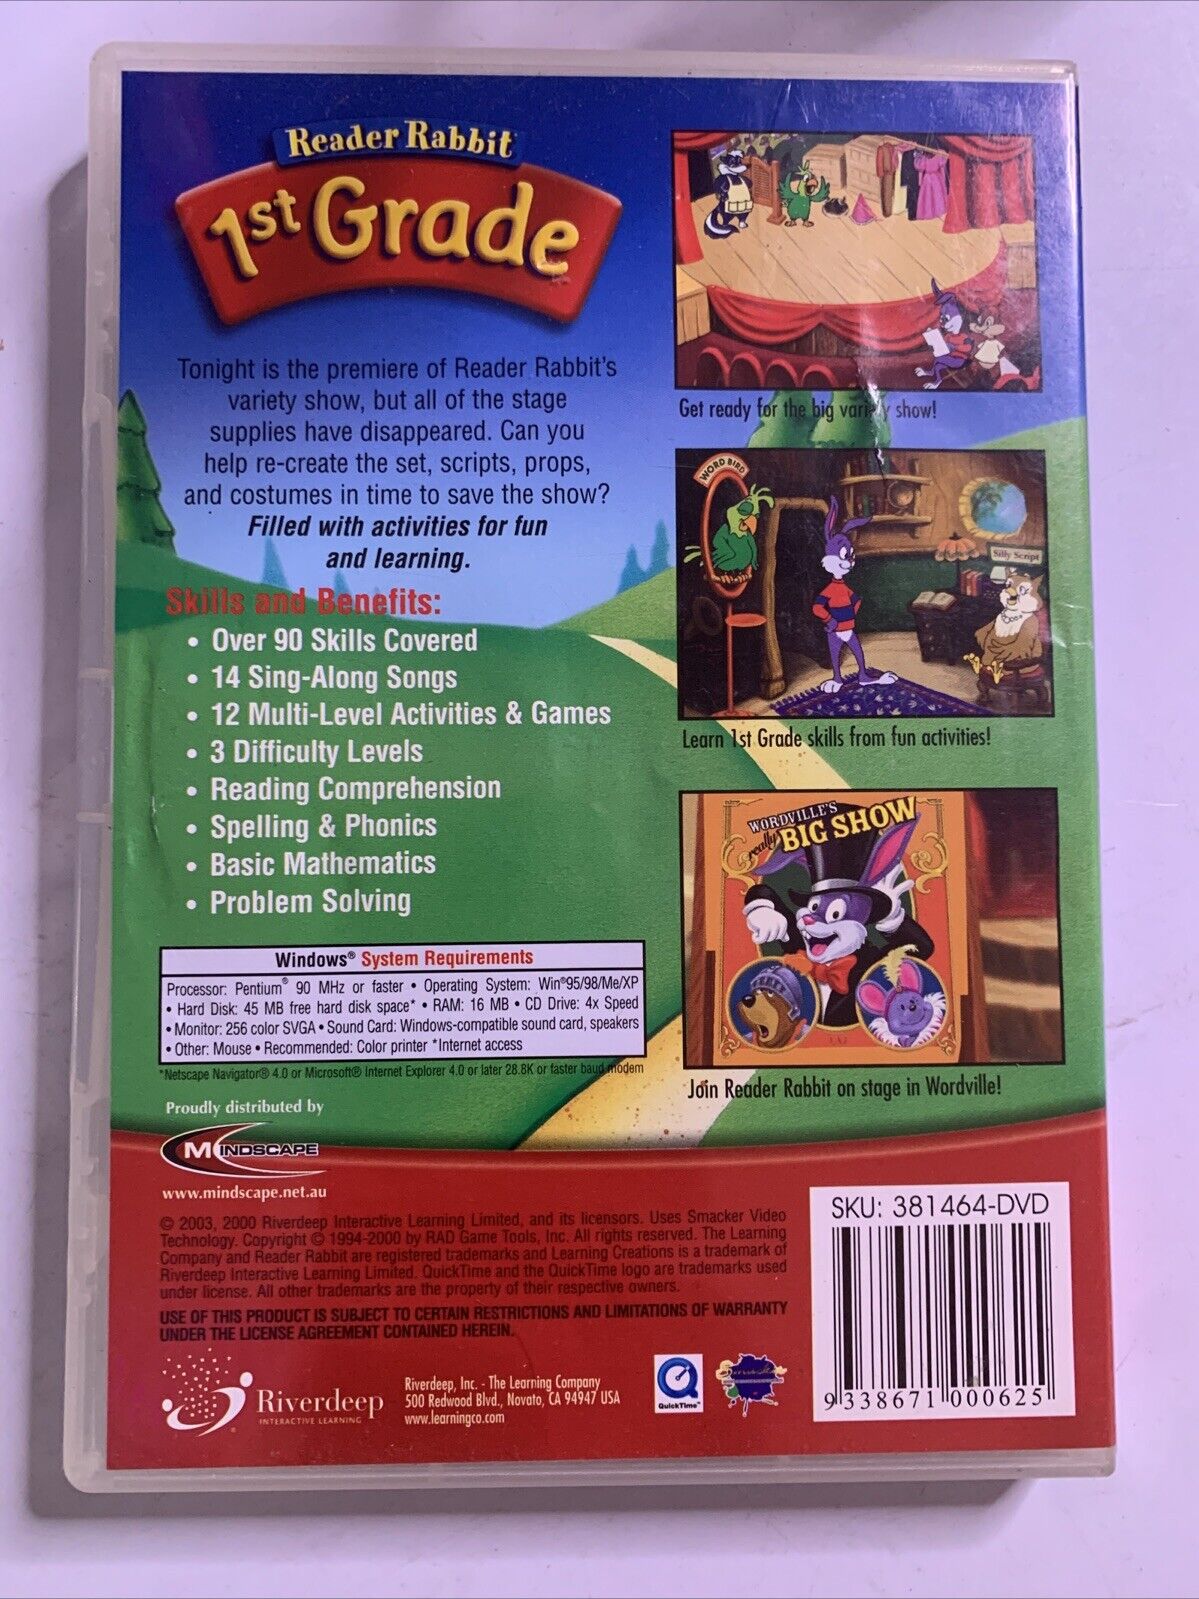 Reader Rabbit
1st Grade
Tonight is the premiere of Reader Rabbit's
variety show, but all of the stage
supplies have disappeared. Can you
help re-create the set, scripts, props,
and costumes in time to save the show?
Filled with activities for fun
and learning.
Skills and Benefits:
• Over 90 Skills Covered
• 14 Sing-Along Songs
• 12 Multi-Level Activities & Games
• 3 Difficulty Levels
• Reading Comprehension
• Spelling & Phonics
• Basic Mathematics
• Problem Solving
Windows® System Requirements
Processor: Pentium® 90 MHz or faster • Operating System: Win®95/98/Me/XP
• Hard Disk: 45 MB free hard disk space* • RAM: 16 MB • CD Drive: 4x Speed
• Monitor: 256 color SVGA • Sound Card: Windows-compatible sound card, speakers
• Other: Mouse • Recommended: Color printer *Internet access
*Netscape Navigator® 4.0 or Microsoft® Internet Explorer 4.0 or later 28.8K or faster baud modem
Get ready for the big variety show!
WORD BIRD
Silly Script
Learn 1st Grade skills from fun activities!
WORDVILLE'S
really BIG SHOW
Join Reader Rabbit on stage in Wordville!
Proudly distributed by
MINDSCAPE
www.mindscape.net.au
© 2003, 2000 Riverdeep Interactive Learning Limited, and its licensors. Uses Smacker Video
Technology. Copyright © 1994-2000 by RAD Game Tools, Inc. All rights reserved. The Learning
Company and Reader Rabbit are registered trademarks and Learning Creations is a trademark of
Riverdeep Interactive Learning Limited. QuickTime and the QuickTime logo are trademarks used
under license. All other trademarks are the property of their respective owners.
USE OF THIS PRODUCT IS SUBJECT TO CERTAIN RESTRICTIONS AND LIMITATIONS OF WARRANTY
UNDER THE LICENSE AGREEMENT CONTAINED HEREIN.
Riverdeep
INTERACTIVE LEARNING
Riverdeep, Inc. - The Learning Company
500 Redwood Blvd., Novato, CA 94947 USA
www.learningco.com
QuickTime™
Smacker
SKU: 381464-DVD
9 338671 000625